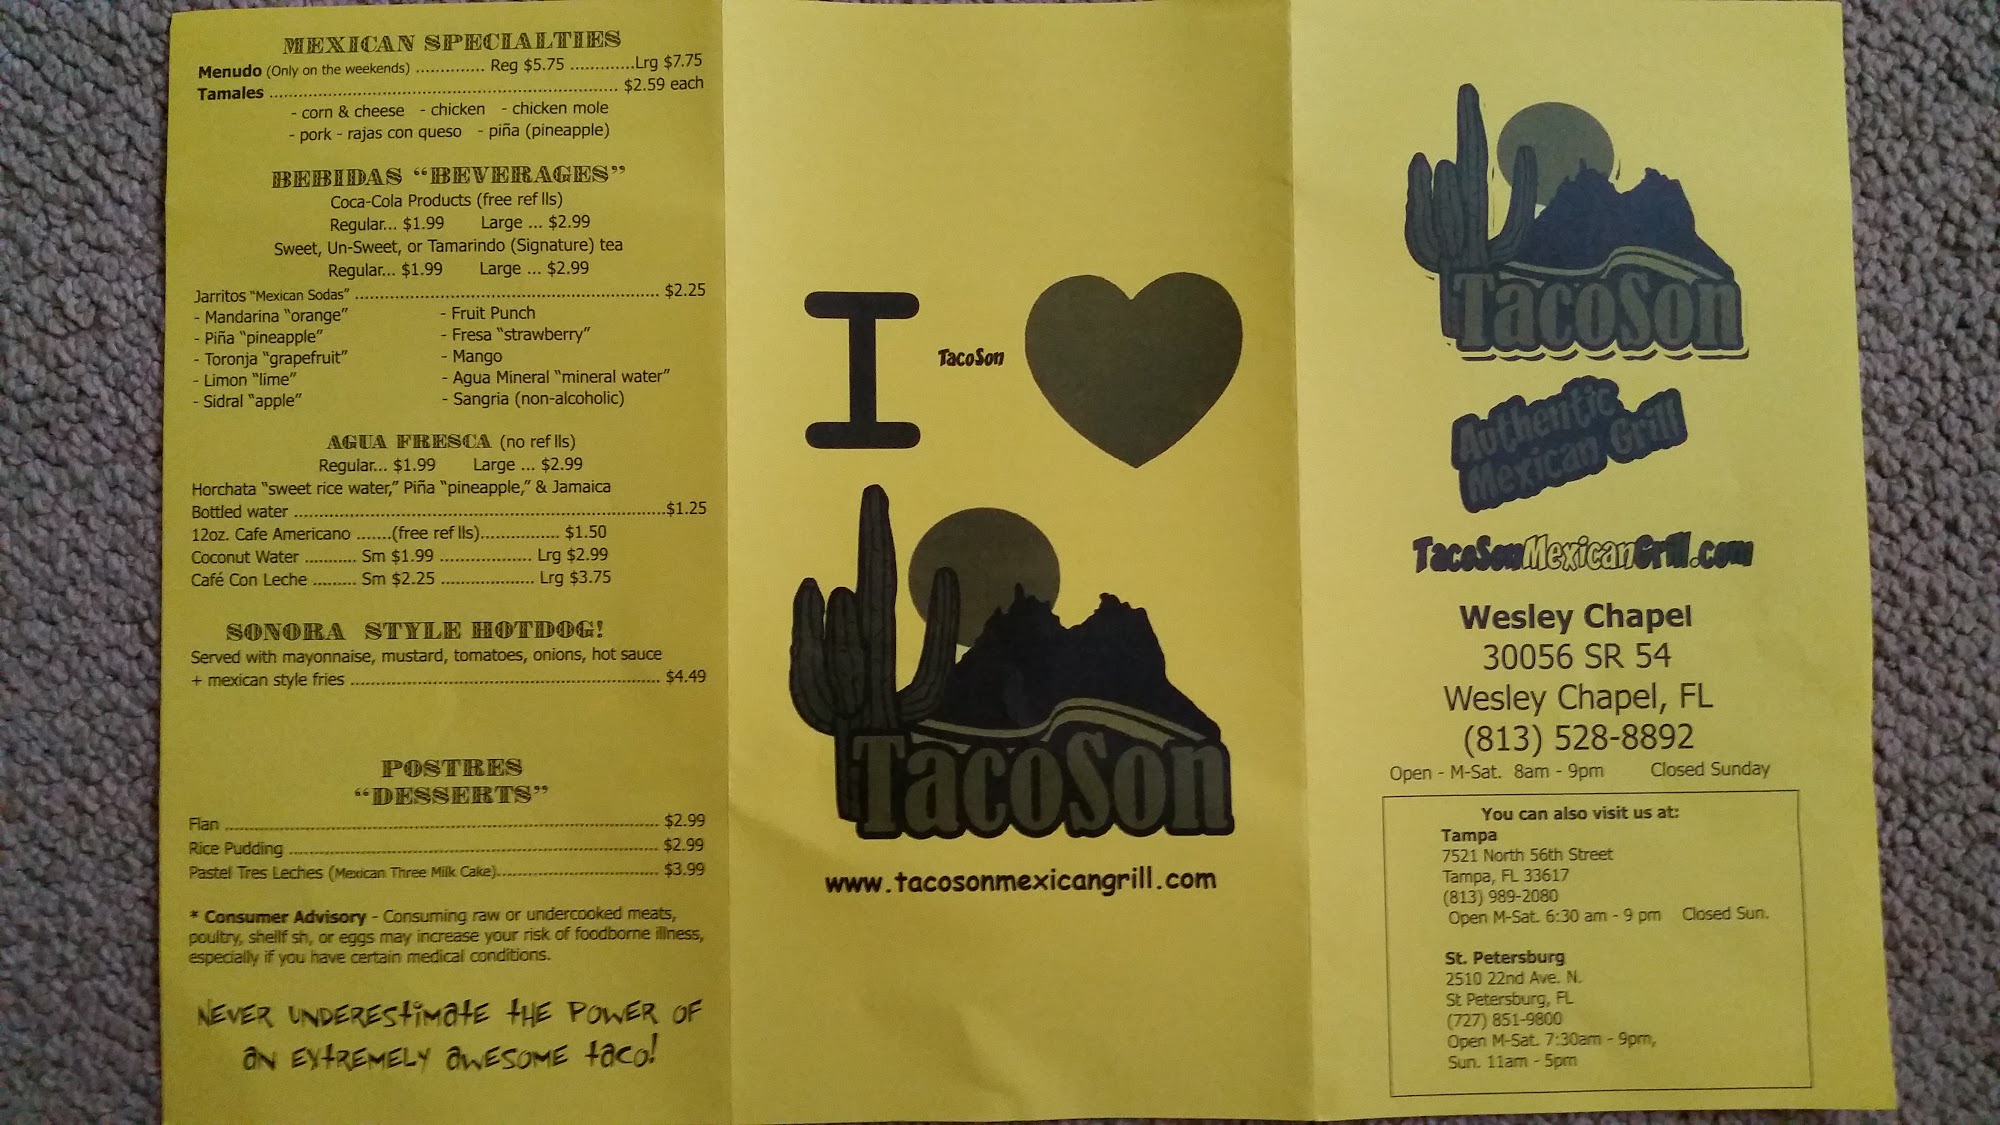 MEXICAN SPECIALTIES
Menudo (Only on the weekends) .............. Reg $5.75 .............Lrg $7.75
Tamales ...................................................................... $2.59 each
- corn & cheese - chicken - chicken mole
- pork - rajas con queso - piña (pineapple)
BEBIDAS “BEVERAGES”
Coca-Cola Products (free ref lls)
Regular... $1.99 Large ... $2.99
Sweet, Un-Sweet, or Tamarindo (Signature) tea
Regular... $1.99 Large ... $2.99
Jarritos “Mexican Sodas” ............................................................. $2.25
- Mandarina “orange” - Fruit Punch
- Piña “pineapple” - Fresa “strawberry”
- Toronja “grapefruit” - Mango
- Limon “lime” - Agua Mineral “mineral water”
- Sidral “apple” - Sangria (non-alcoholic)
AGUA FRESCA (no ref lls)
Regular... $1.99 Large ... $2.99
Horchata “sweet rice water,” Piña “pineapple,” & Jamaica
Bottled water ..........................................................................$1.25
12oz. Cafe Americano .......(free ref lls)................ $1.50
Coconut Water .......... Sm $1.99 .................. Lrg $2.99
Café Con Leche ......... Sm $2.25 ................... Lrg $3.75
SONORA STYLE HOTDOG!
Served with mayonnaise, mustard, tomatoes, onions, hot sauce
+ mexican style fries .............................................................. $4.49
POSTRES
“DESSERTS”
Flan ....................................................................................... $2.99
Rice Pudding .......................................................................... $2.99
Pastel Tres Leches (Mexican Three Milk Cake)................................ $3.99
* Consumer Advisory - Consuming raw or undercooked meats,
poultry, shellf sh, or eggs may increase your risk of foodborne illness,
especially if you have certain medical conditions.
NEVER UNDERESTIMATE THE POWER OF
AN EXTREMELY AWESOME TACO!
I
TacoSon
TacoSon
www.tacosonmexicangrill.com
TacoSon
Authentic
Mexican Grill
TacoSonMexicanGrill.com
Wesley Chapel
30056 SR 54
Wesley Chapel, FL
(813) 528-8892
Open - M-Sat. 8am - 9pm Closed Sunday
You can also visit us at:
Tampa
7521 North 56th Street
Tampa, FL 33617
(813) 989-2080
Open M-Sat. 6:30 am - 9 pm Closed Sun.
St. Petersburg
2510 22nd Ave. N.
St Petersburg, FL
(727) 851-9800
Open M-Sat. 7:30am - 9pm,
Sun. 11am - 5pm